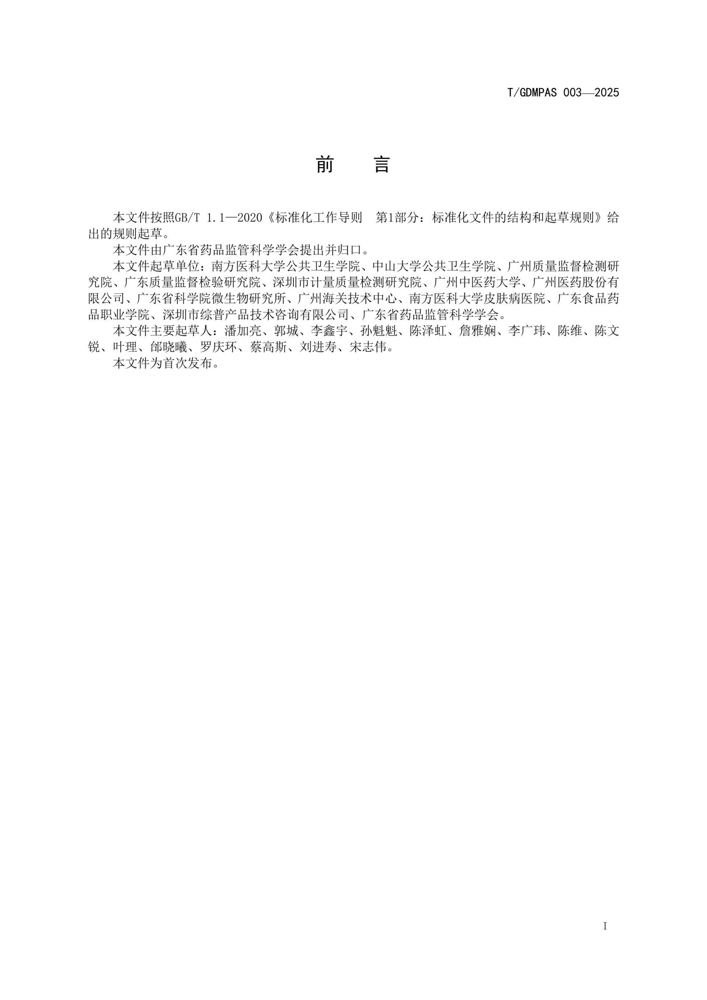 T/GDMPAS 003—2025
前　言
本文件按照GB/T 1.1—2020《标准化工作导则　第1部分：标准化文件的结构和起草规则》给
出的规则起草。
本文件由广东省药品监管科学学会提出并归口。
本文件起草单位：南方医科大学公共卫生学院、中山大学公共卫生学院、广州质量监督检测研
究院、广东质量监督检验研究院、深圳市计量质量检测研究院、广州中医药大学、广州医药股份有
限公司、广东省科学院微生物研究所、广州海关技术中心、南方医科大学皮肤病医院、广东食品药
品职业学院、深圳市综普产品技术咨询有限公司、广东省药品监管科学学会。
本文件主要起草人：潘加亮、郭城、李鑫宇、孙魁魁、陈泽虹、詹雅娴、李广玮、陈维、陈文
锐、叶理、邰晓曦、罗庆环、蔡高斯、刘进寿、宋志伟。
本文件为首次发布。
I